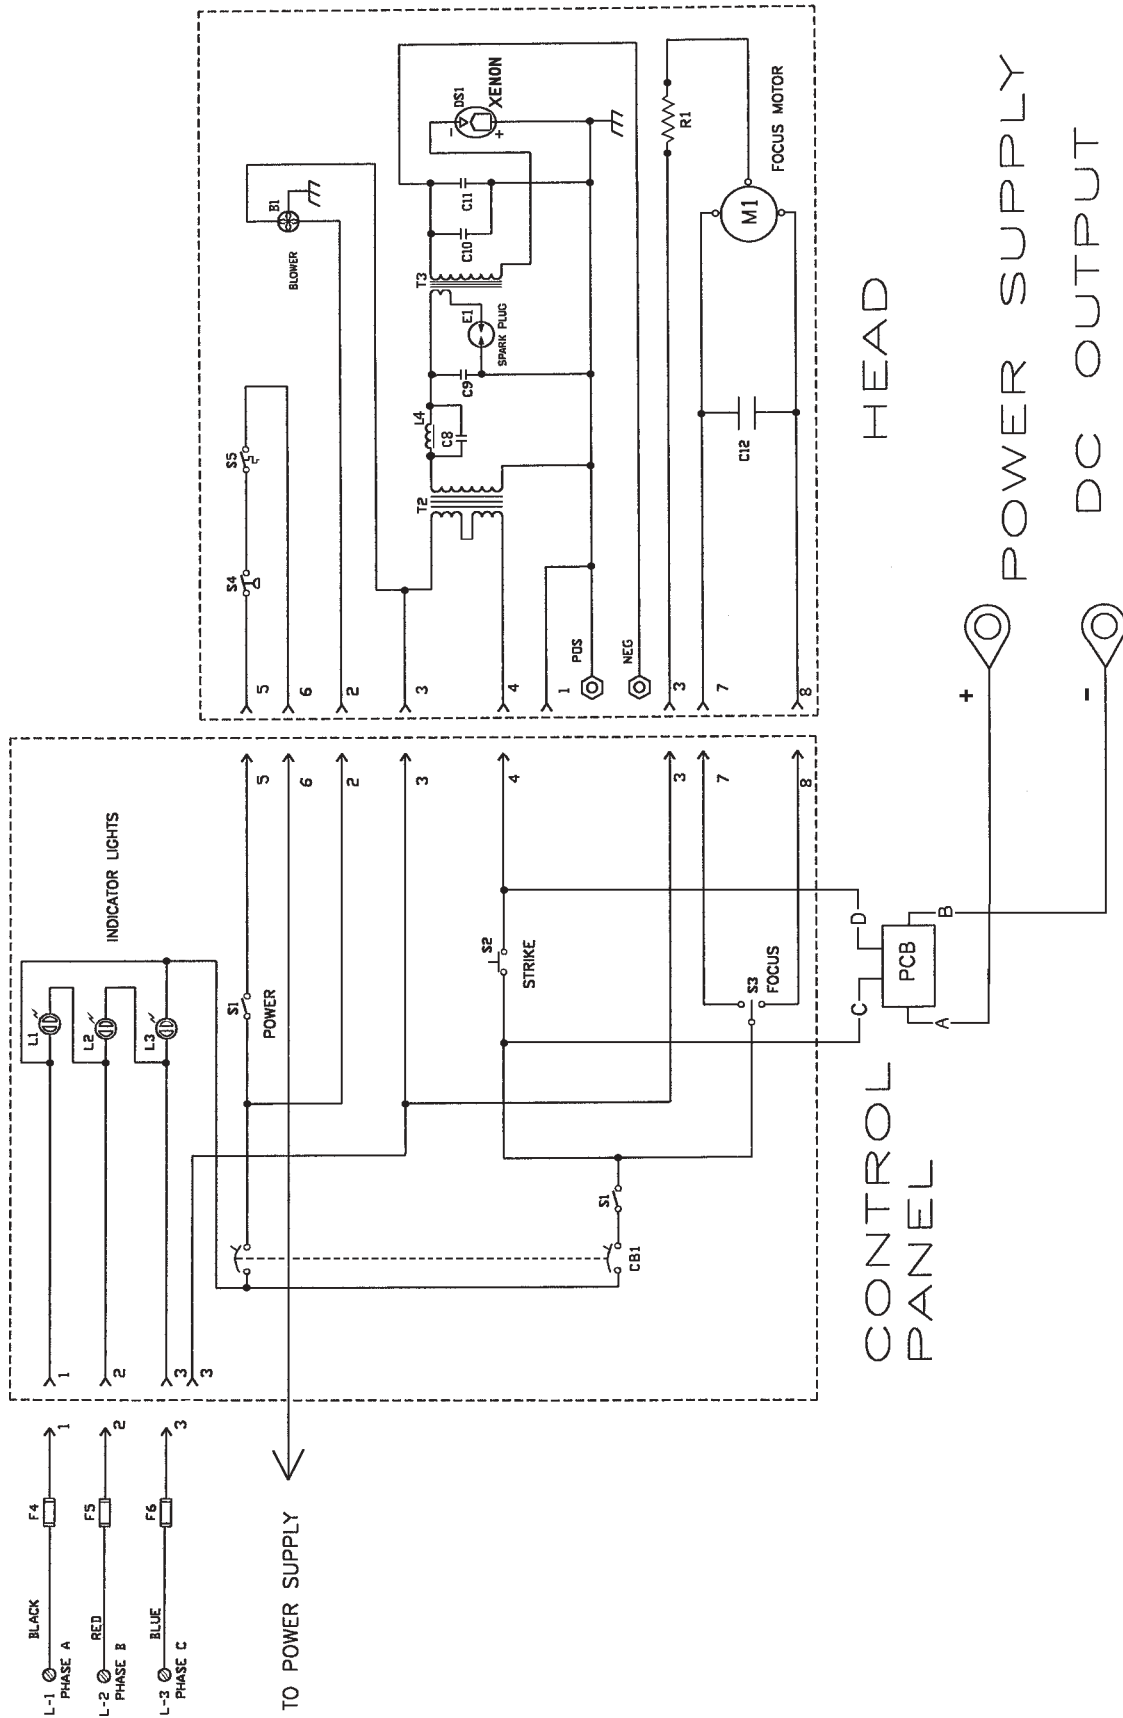 L-1
PHASE A
BLACK
F4
1
1
L-2
PHASE B
RED
F5
2
2
L-3
PHASE C
BLUE
F6
3
3
3
TO POWER SUPPLY
L1
L2
L3
INDICATOR LIGHTS
S1
POWER
CB1
S1
S2
STRIKE
S3
FOCUS
5
6
2
3
4
3
7
8
CONTROL
PANEL
5
6
2
3
4
1
POS
NEG
3
7
8
S4
S5
B1
BLOWER
T2
L4
C8
C9
E1
SPARK PLUG
T3
C10
C11
DS1
XENON
-
+
R1
M1
FOCUS MOTOR
C12
HEAD
PCB
A
B
C
D
+
-
POWER SUPPLY
DC OUTPUT